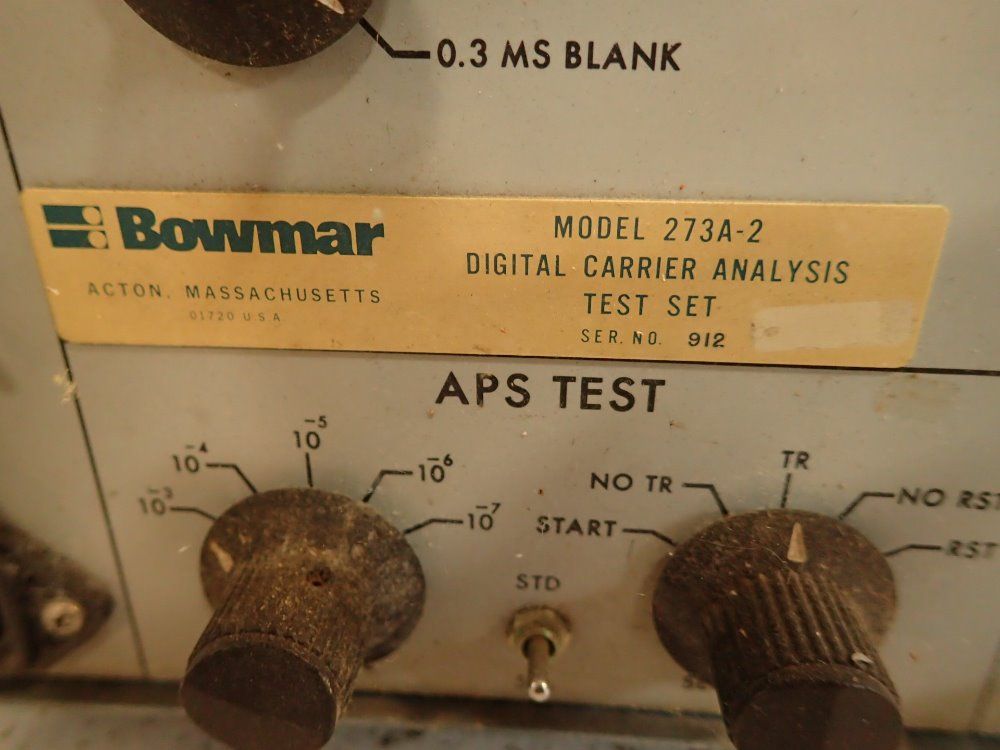 0.3 MS BLANK
Bowmar
ACTON, MASSACHUSETTS
01720 U.S.A.
MODEL 273A-2
DIGITAL CARRIER ANALYSIS
TEST SET
SER. NO. 912
APS TEST
10⁻³
10⁻⁴
10⁻⁵
10⁻⁶
10⁻⁷
START
NO TR
TR
NO RST
RST
STD